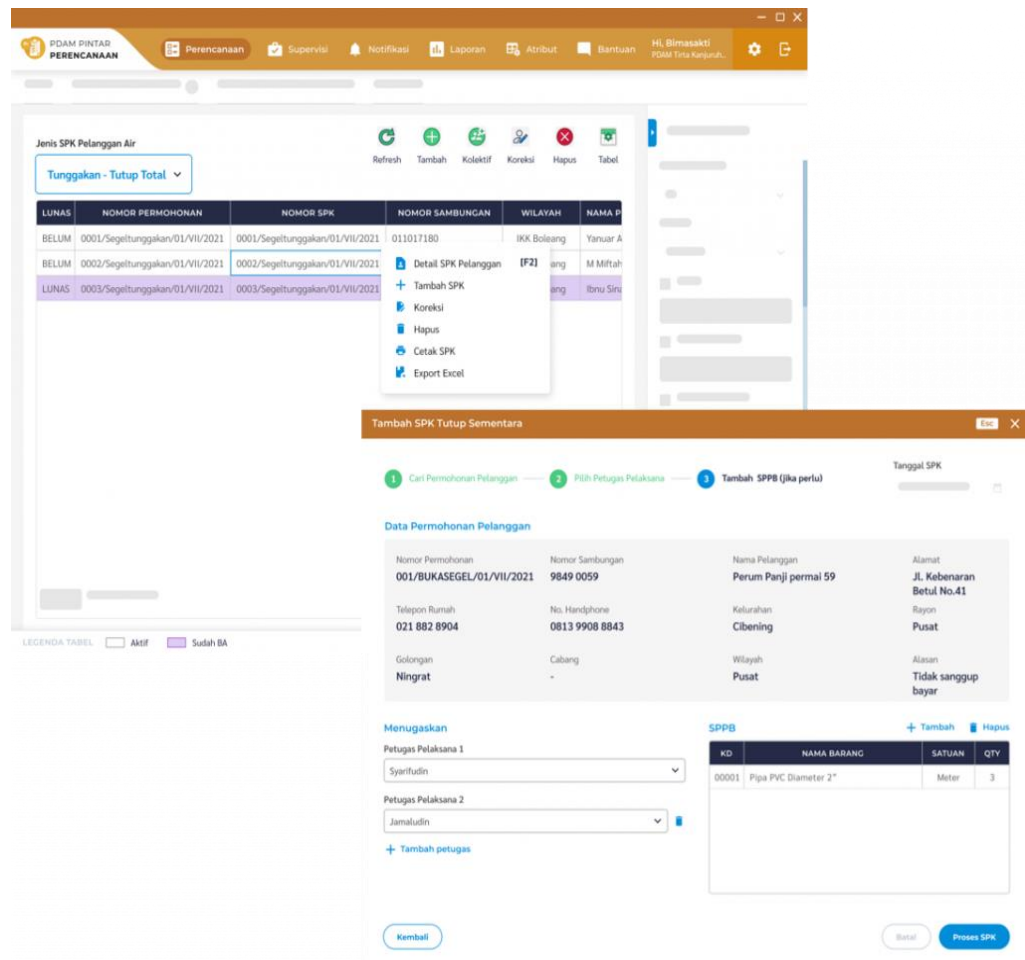 PDAM PINTAR
PERENCANAAN
Perencanaan Supervisi Notifikasi Laporan Atribut Bantuan
Hi, Bimasakti
PDAM Tirta Kanjuruh..
Jenis SPK Pelanggan Air
Tunggakan - Tutup Total
Refresh Tambah Kolektif Koreksi Hapus Tabel
LUNAS NOMOR PERMOHONAN NOMOR SPK NOMOR SAMBUNGAN WILAYAH NAMA P
BELUM 0001/Segeltunggakan/01/VII/2021 0001/Segeltunggakan/01/VII/2021 011017180 IKK Boleang Yanuar A
BELUM 0002/Segeltunggakan/01/VII/2021 0002/Segeltunggakan/01/VII/2021 ang M Miftah
LUNAS 0003/Segeltunggakan/01/VII/2021 0003/Segeltunggakan/01/VII/2021 ang Ibnu Sina
Detail SPK Pelanggan [F2]
Tambah SPK
Koreksi
Hapus
Cetak SPK
Export Excel
LEGENDA TABEL Aktif Sudah BA
Tambah SPK Tutup Sementara Esc
1 Cari Permohonan Pelanggan 2 Pilih Petugas Pelaksana 3 Tambah SPPB (jika perlu)
Tanggal SPK
Data Permohonan Pelanggan
Nomor Permohonan Nomor Sambungan Nama Pelanggan Alamat
001/BUKASEGEL/01/VII/2021 9849 0059 Perum Panji permai 59 Jl. Kebenaran
Betul No.41
Telepon Rumah No. Handphone Kelurahan Rayon
021 882 8904 0813 9908 8843 Cibening Pusat
Golongan Cabang Wilayah Alasan
Ningrat - Pusat Tidak sanggup
bayar
Menugaskan
Petugas Pelaksana 1
Syarifudin
Petugas Pelaksana 2
Jamaludin
+ Tambah petugas
SPPB + Tambah Hapus
KD NAMA BARANG SATUAN QTY
00001 Pipa PVC Diameter 2" Meter 3
Kembali Batal Proses SPK